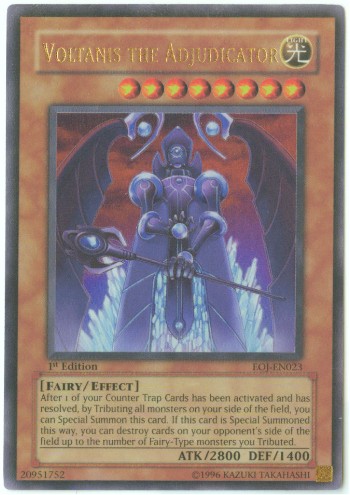 Voltanis the Adjudicator
LIGHT
光
1st Edition EOJ-EN023
[Fairy/Effect]
After 1 of your Counter Trap Cards has been activated and has
resolved, by Tributing all monsters on your side of the field, you
can Special Summon this card. If this card is Special Summoned
this way, you can destroy cards on your opponent's side of the
field up to the number of Fairy-Type monsters you Tributed.
ATK/2800 DEF/1400
20951752 ©1996 KAZUKI TAKAHASHI